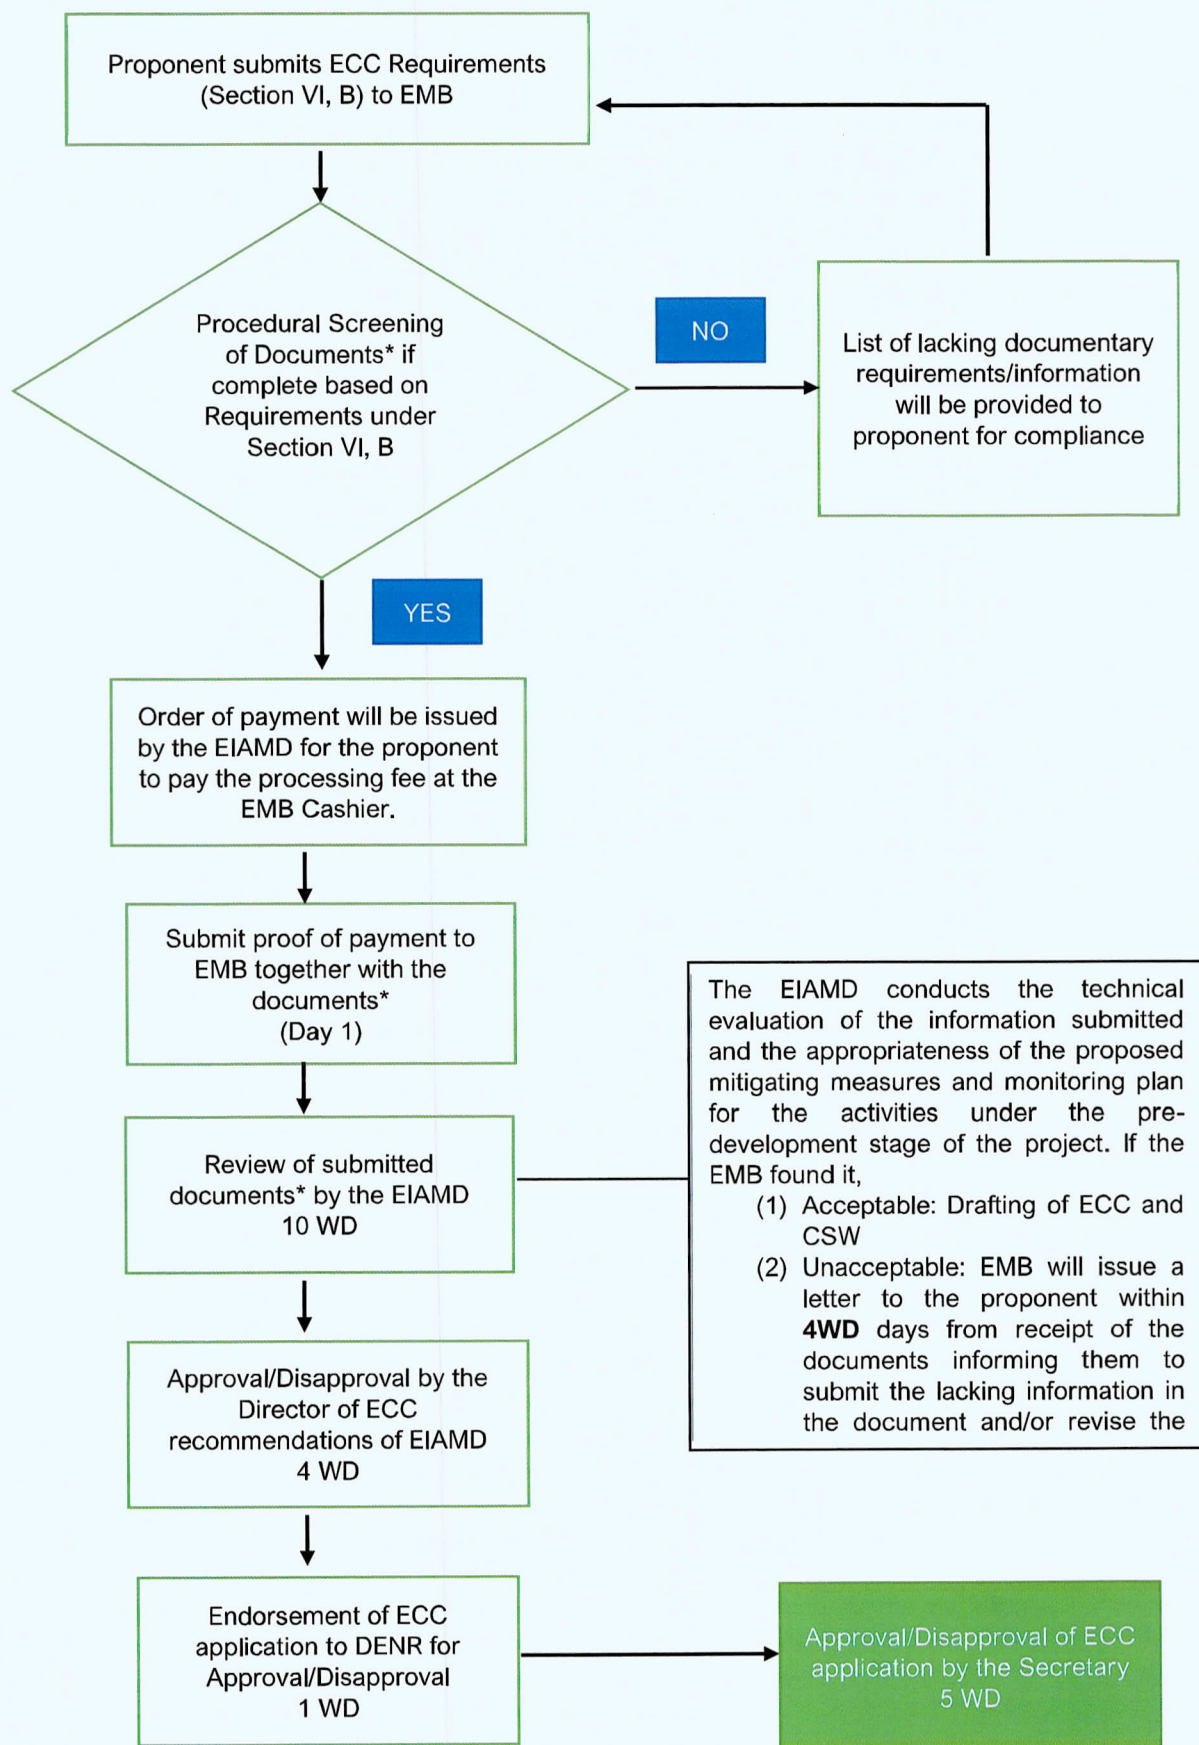 Proponent submits ECC Requirements
(Section VI, B) to EMB
Procedural Screening
of Documents* if
complete based on
Requirements under
Section VI, B
NO
List of lacking documentary
requirements/information
will be provided to
proponent for compliance
YES
Order of payment will be issued
by the EIAMD for the proponent
to pay the processing fee at the
EMB Cashier.
Submit proof of payment to
EMB together with the
documents*
(Day 1)
Review of submitted
documents* by the EIAMD
10 WD
The EIAMD conducts the technical
evaluation of the information submitted
and the appropriateness of the proposed
mitigating measures and monitoring plan
for the activities under the pre-
development stage of the project. If the
EMB found it,
(1) Acceptable: Drafting of ECC and
CSW
(2) Unacceptable: EMB will issue a
letter to the proponent within
4WD days from receipt of the
documents informing them to
submit the lacking information in
the document and/or revise the
Approval/Disapproval by the
Director of ECC
recommendations of EIAMD
4 WD
Endorsement of ECC
application to DENR for
Approval/Disapproval
1 WD
Approval/Disapproval of ECC
application by the Secretary
5 WD